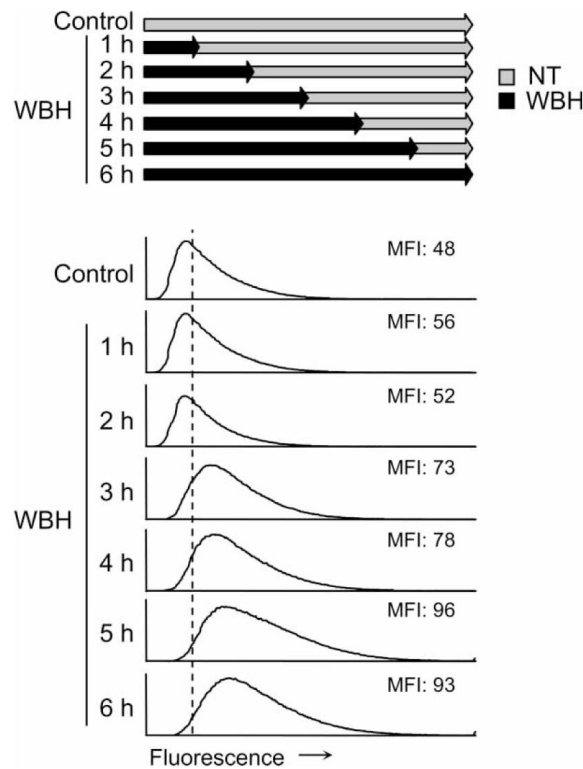 Control
WBH
1 h
2 h
3 h
4 h
5 h
6 h
NT
WBH
Control MFI: 48
WBH
1 h MFI: 56
2 h MFI: 52
3 h MFI: 73
4 h MFI: 78
5 h MFI: 96
6 h MFI: 93
Fluorescence →